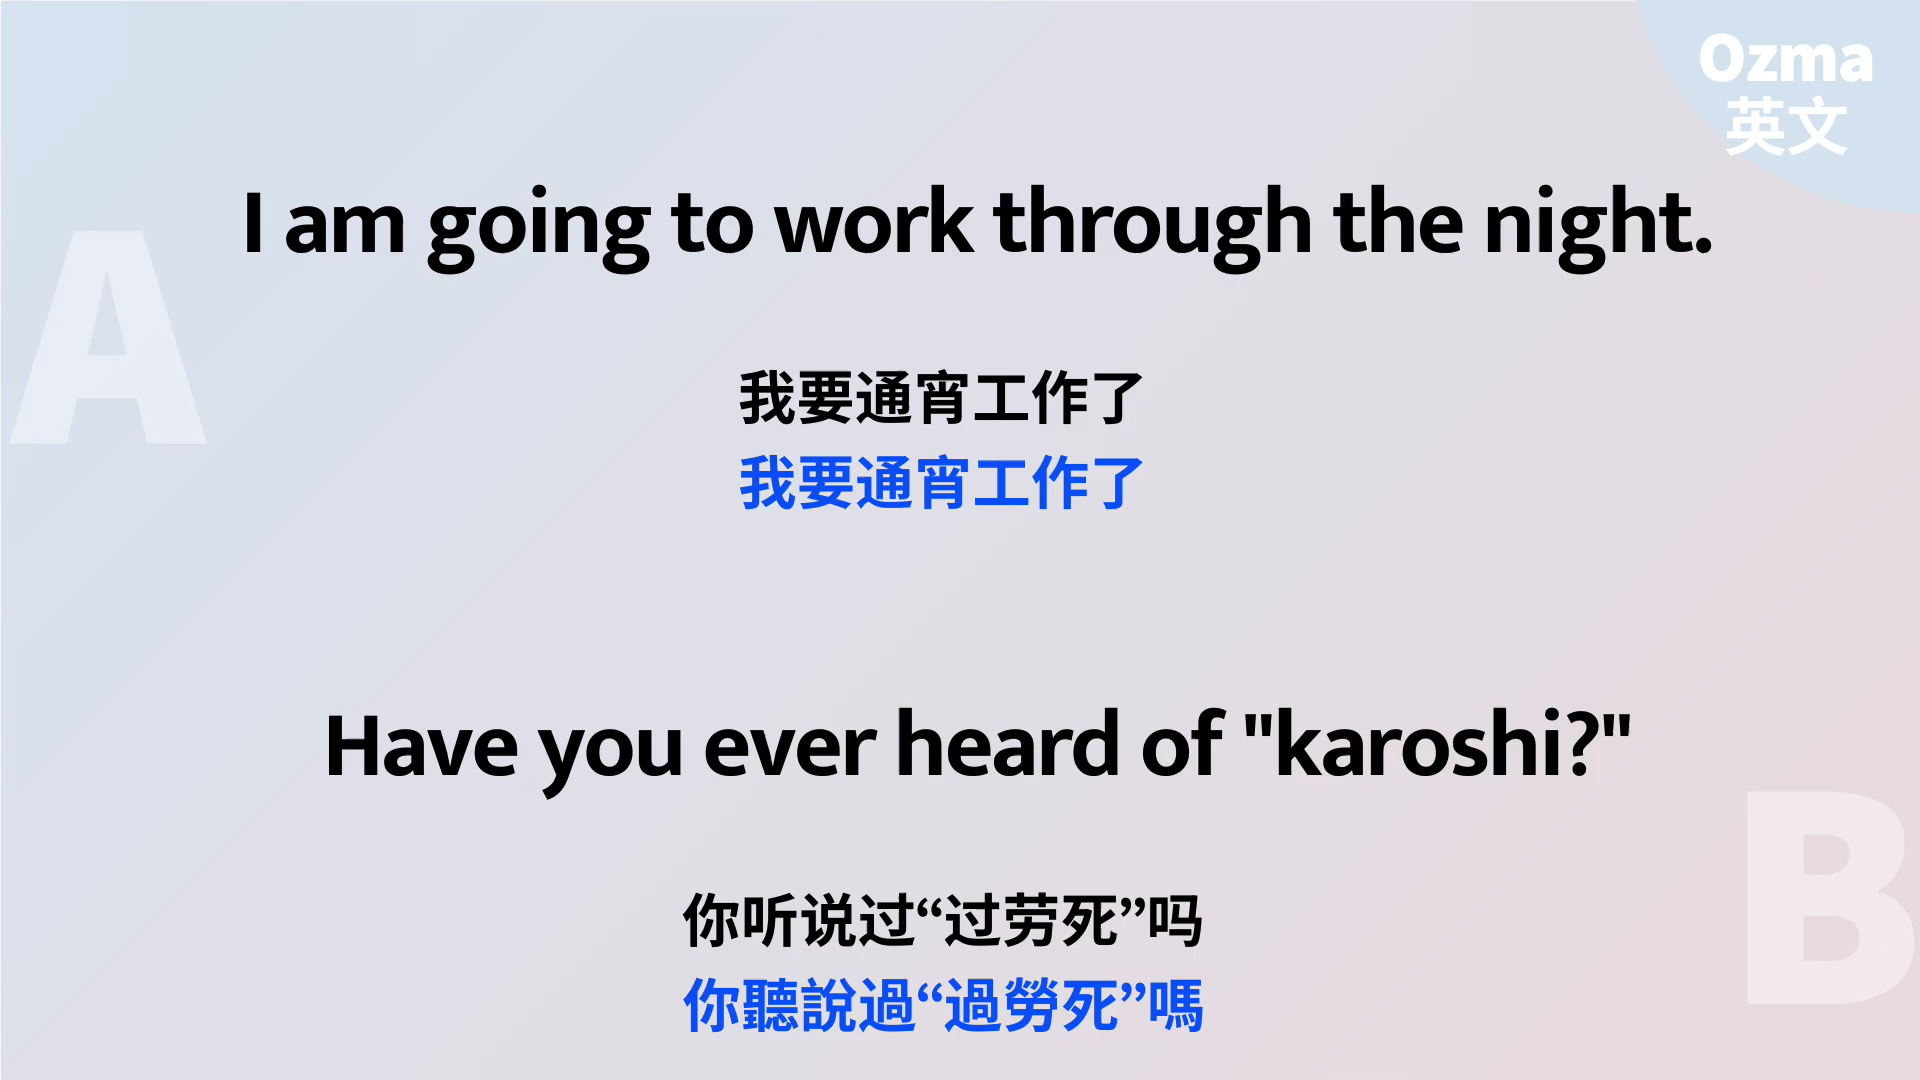 Ozma
英文
A
I am going to work through the night.
我要通宵工作了
我要通宵工作了
Have you ever heard of "karoshi?"
B
你听说过“过劳死”吗
你聽說過“過勞死”嗎